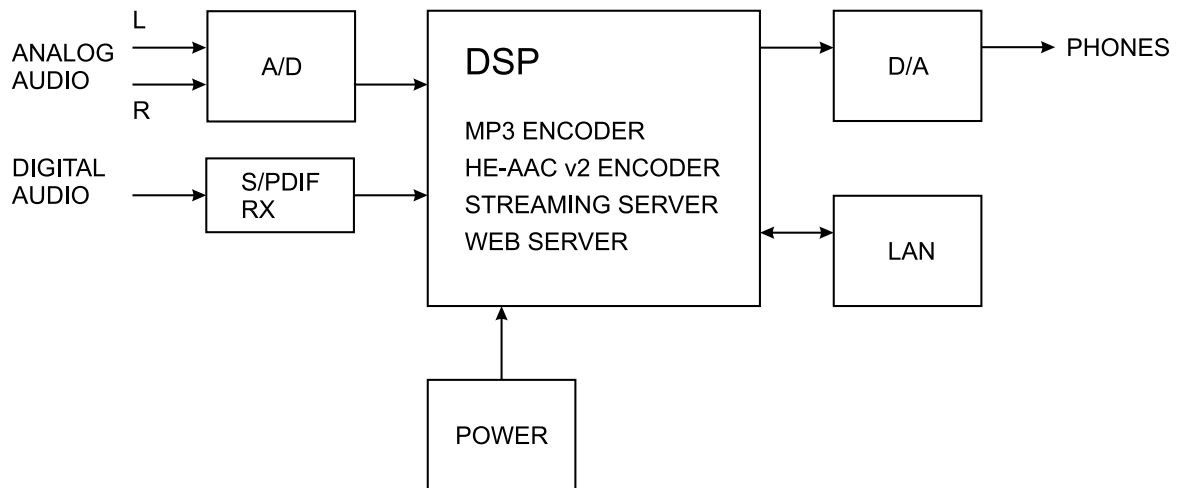 L
ANALOG
AUDIO
R
A/D
DIGITAL
AUDIO
S/PDIF
RX
DSP
MP3 ENCODER
HE-AAC v2 ENCODER
STREAMING SERVER
WEB SERVER
D/A
PHONES
LAN
POWER